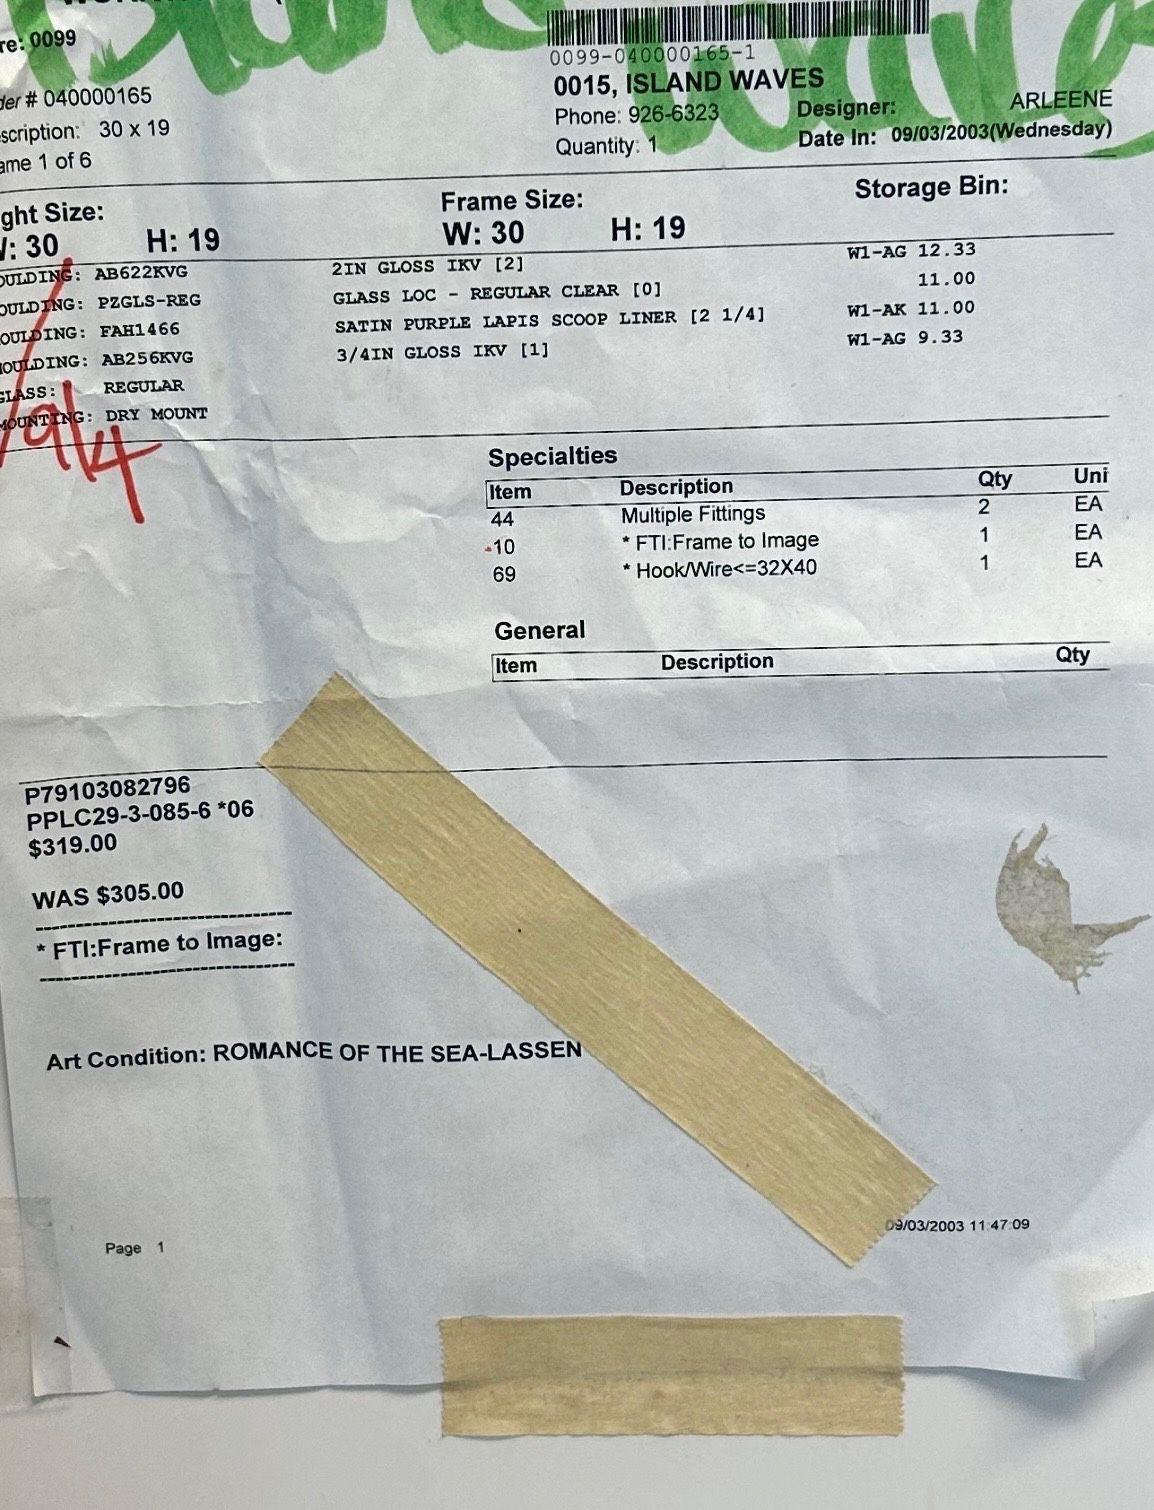 re: 0099
0099-040000165-1
der # 040000165
0015, ISLAND WAVES
scription: 30 x 19
Phone: 926-6323
Designer: ARLEENE
ame 1 of 6
Quantity: 1
Date In: 09/03/2003(Wednesday)
ght Size:
Frame Size:
Storage Bin:
W: 30 H: 19
W: 30 H: 19
OULDING: AB622KVG 2IN GLOSS IKV [2] W1-AG 12.33
OULDING: PZGLS-REG GLASS LOC - REGULAR CLEAR [0] 11.00
OULDING: FAH1466 SATIN PURPLE LAPIS SCOOP LINER [2 1/4] W1-AK 11.00
MOULDING: AB256KVG 3/4IN GLOSS IKV [1] W1-AG 9.33
GLASS: REGULAR
MOUNTING: DRY MOUNT
9/4
Specialties
Item Description Qty Uni
44 Multiple Fittings 2 EA
10 * FTI:Frame to Image 1 EA
69 * Hook/Wire<=32X40 1 EA
General
Item Description Qty
P79103082796
PPLC29-3-085-6 *06
$319.00
WAS $305.00
* FTI:Frame to Image:
Art Condition: ROMANCE OF THE SEA-LASSEN
09/03/2003 11:47:09
Page 1